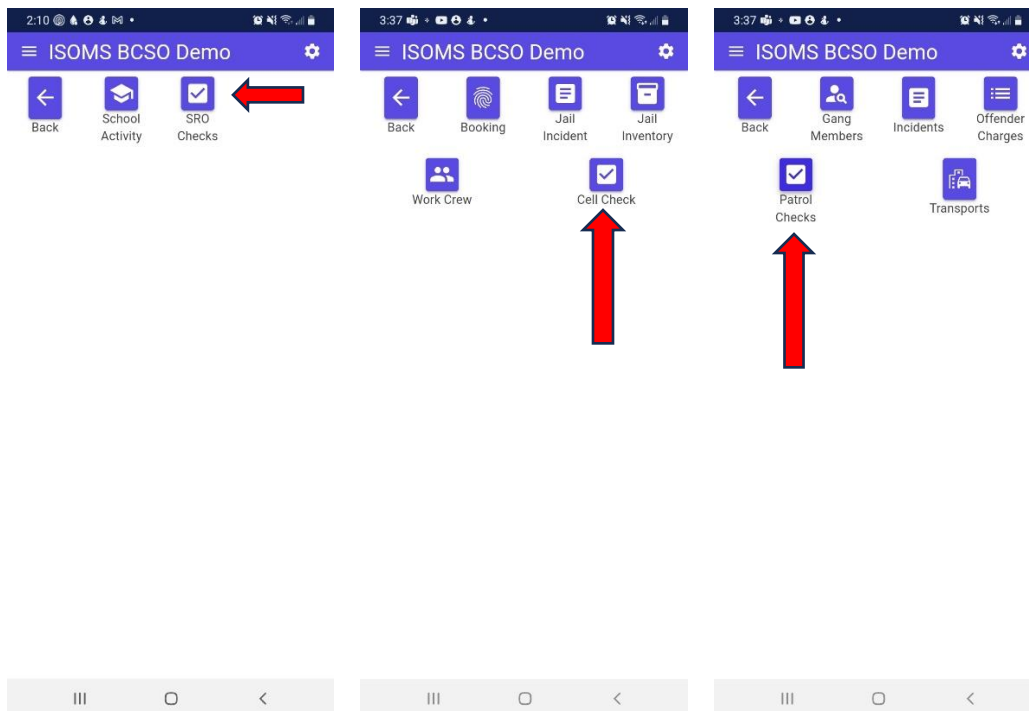 2:10
ISOMS BCSO Demo
Back
School
Activity
SRO
Checks
3:37
ISOMS BCSO Demo
Back
Booking
Jail
Incident
Jail
Inventory
Work Crew
Cell Check
3:37
ISOMS BCSO Demo
Back
Gang
Members
Incidents
Offender
Charges
Patrol
Checks
Transports